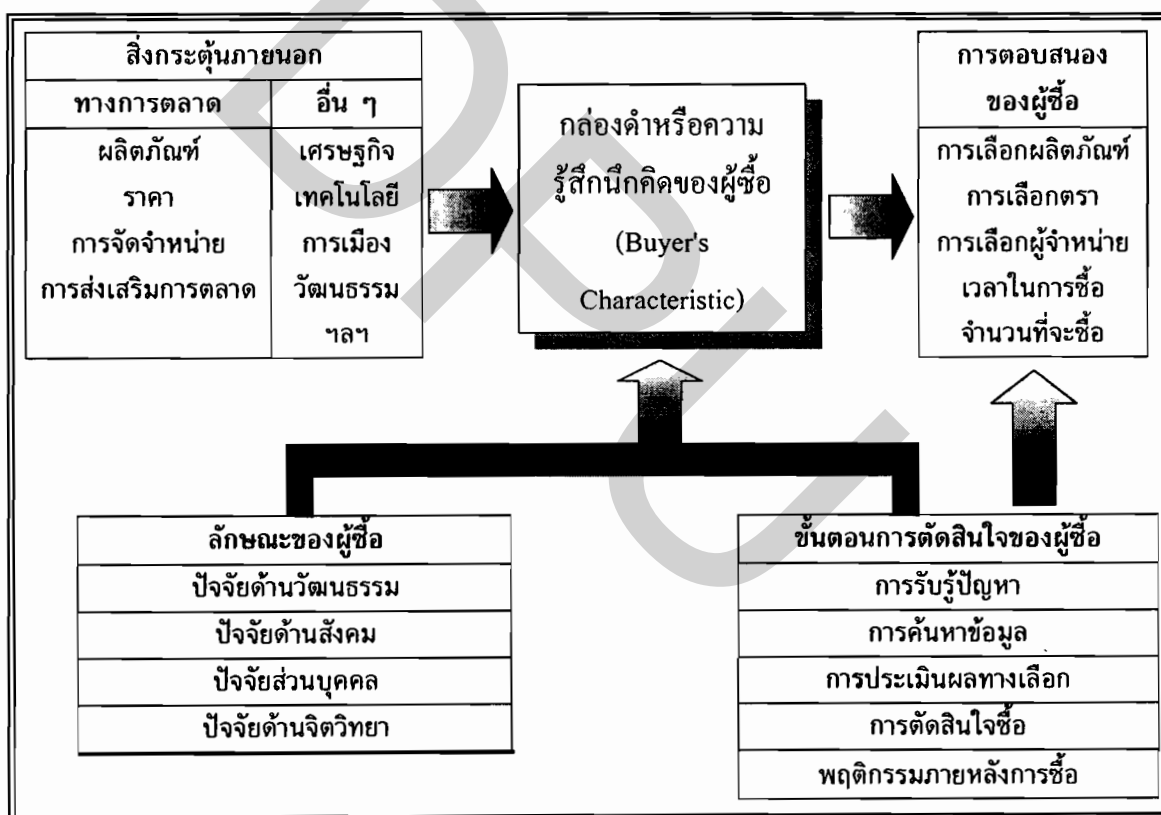 สิ่งกระตุ้นภายนอก
ทางการตลาด
อื่น ๆ
ผลิตภัณฑ์
ราคา
การจัดจำหน่าย
การส่งเสริมการตลาด
เศรษฐกิจ
เทคโนโลยี
การเมือง
วัฒนธรรม
ฯลฯ
กล่องดำหรือความ
รู้สึกนึกคิดของผู้ซื้อ
(Buyer's
Characteristic)
การตอบสนอง
ของผู้ซื้อ
การเลือกผลิตภัณฑ์
การเลือกตรา
การเลือกผู้จำหน่าย
เวลาในการซื้อ
จำนวนที่จะซื้อ
ลักษณะของผู้ซื้อ
ปัจจัยด้านวัฒนธรรม
ปัจจัยด้านสังคม
ปัจจัยส่วนบุคคล
ปัจจัยด้านจิตวิทยา
ขั้นตอนการตัดสินใจของผู้ซื้อ
การรับรู้ปัญหา
การค้นหาข้อมูล
การประเมินผลทางเลือก
การตัดสินใจซื้อ
พฤติกรรมภายหลังการซื้อ
DPU